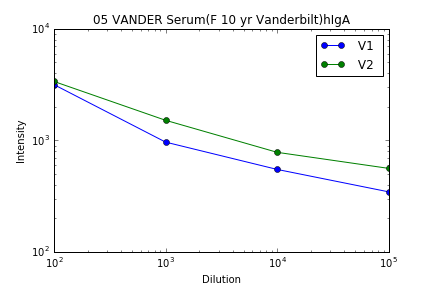 05 VANDER Serum(F 10 yr Vanderbilt)hIgA
V1
V2
Intensity
10^4
10^3
10^2
10^2 10^3 10^4 10^5
Dilution